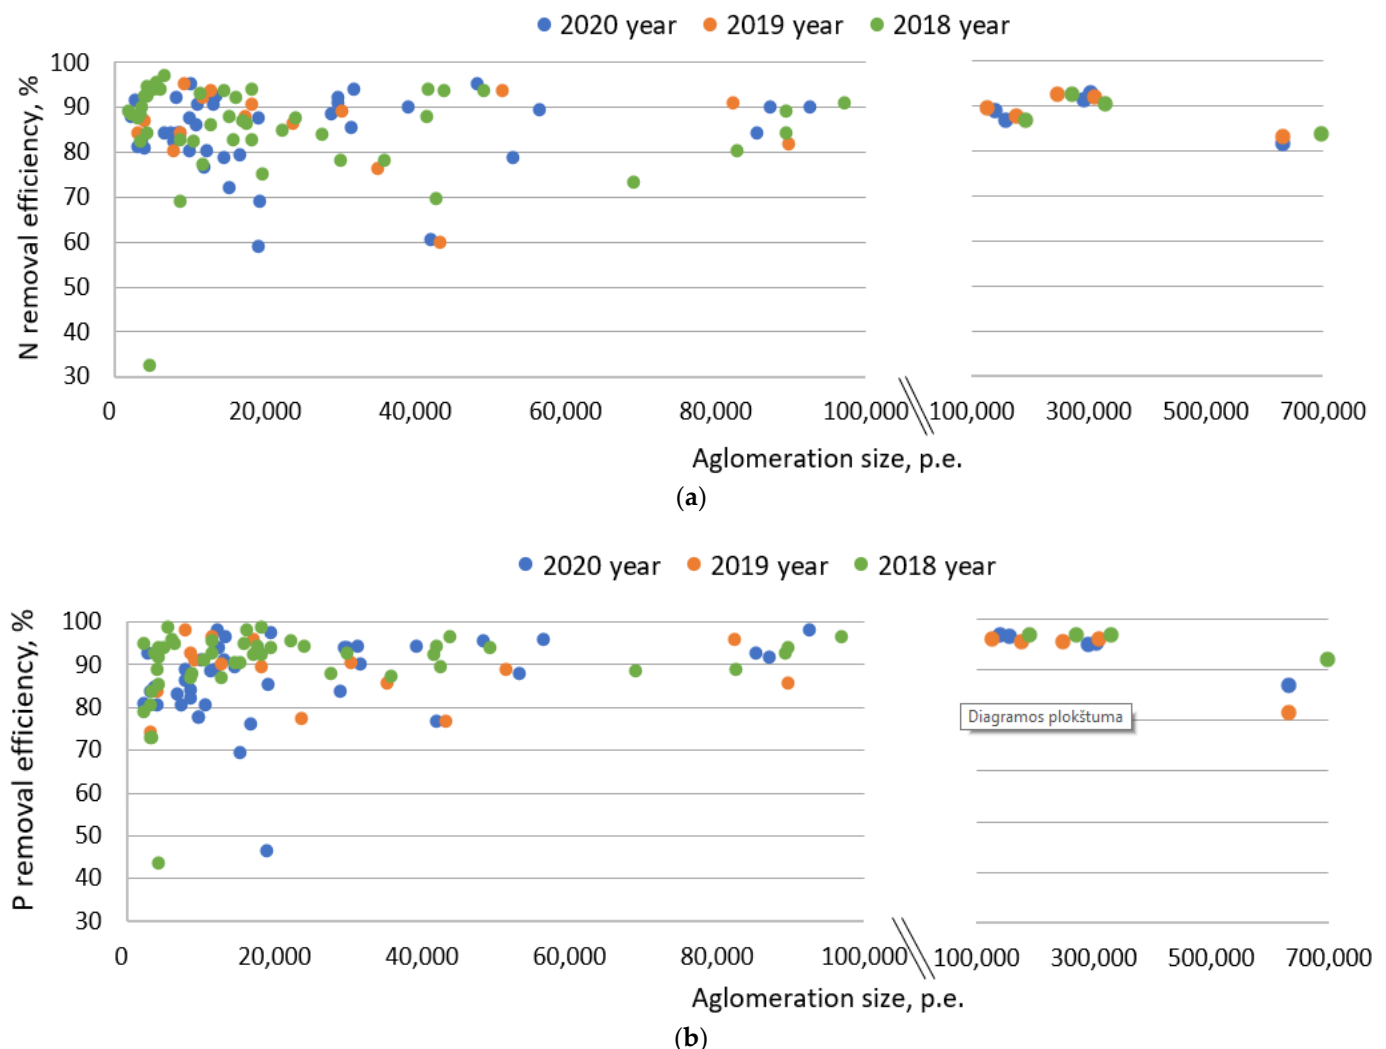 2020 year 2019 year 2018 year
N removal efficiency, %
100
90
80
70
60
50
40
30
0 20,000 40,000 60,000 80,000 100,000 100,000 300,000 500,000 700,000
Aglomeration size, p.e.
(a)
2020 year 2019 year 2018 year
P removal efficiency, %
100
90
80
70
60
50
40
30
Diagramos plokštuma
0 20,000 40,000 60,000 80,000 100,000 100,000 300,000 500,000 700,000
Aglomeration size, p.e.
(b)